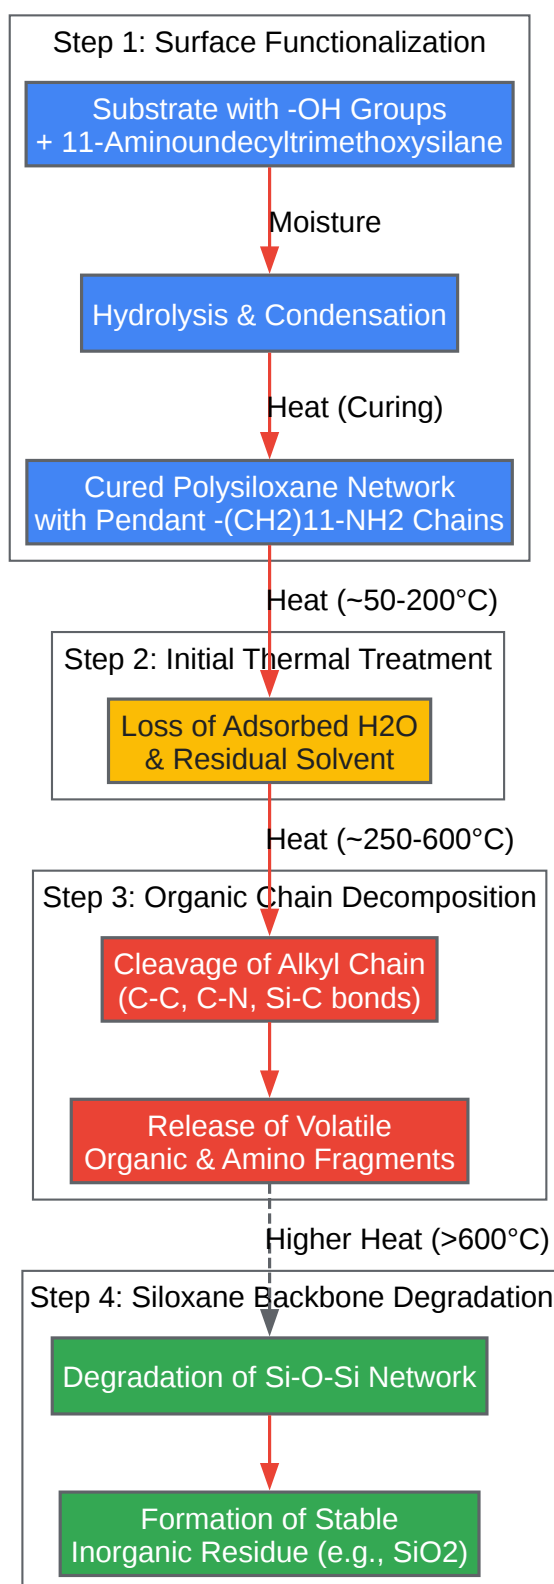 Step 1: Surface Functionalization
Substrate with -OH Groups
+ 11-Aminoundecyltrimethoxysilane
Moisture
Hydrolysis & Condensation
Heat (Curing)
Cured Polysiloxane Network
with Pendant -(CH2)11-NH2 Chains
Heat (~50-200°C)
Step 2: Initial Thermal Treatment
Loss of Adsorbed H2O
& Residual Solvent
Heat (~250-600°C)
Step 3: Organic Chain Decomposition
Cleavage of Alkyl Chain
(C-C, C-N, Si-C bonds)
Release of Volatile
Organic & Amino Fragments
Higher Heat (>600°C)
Step 4: Siloxane Backbone Degradation
Degradation of Si-O-Si Network
Formation of Stable
Inorganic Residue (e.g., SiO2)